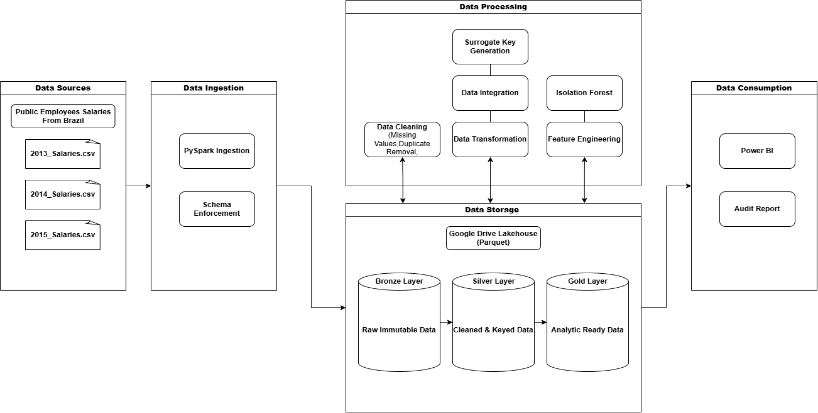 Data Processing
Surrogate Key
Generation
Data Sources
Data Ingestion
Data Integration
Isolation Forest
Data Consumption
Public Employees Salaries
From Brazil
Data Cleaning
(Missing
Values,Duplicate
Removal,
Data Transformation
Feature Engineering
2013_Salaries.csv
PySpark Ingestion
Power BI
2014_Salaries.csv
Schema
Enforcement
Audit Report
Data Storage
2015_Salaries.csv
Google Drive Lakehouse
(Parquet)
Bronze Layer
Silver Layer
Gold Layer
Raw Immutable Data
Cleaned & Keyed Data
Analytic Ready Data